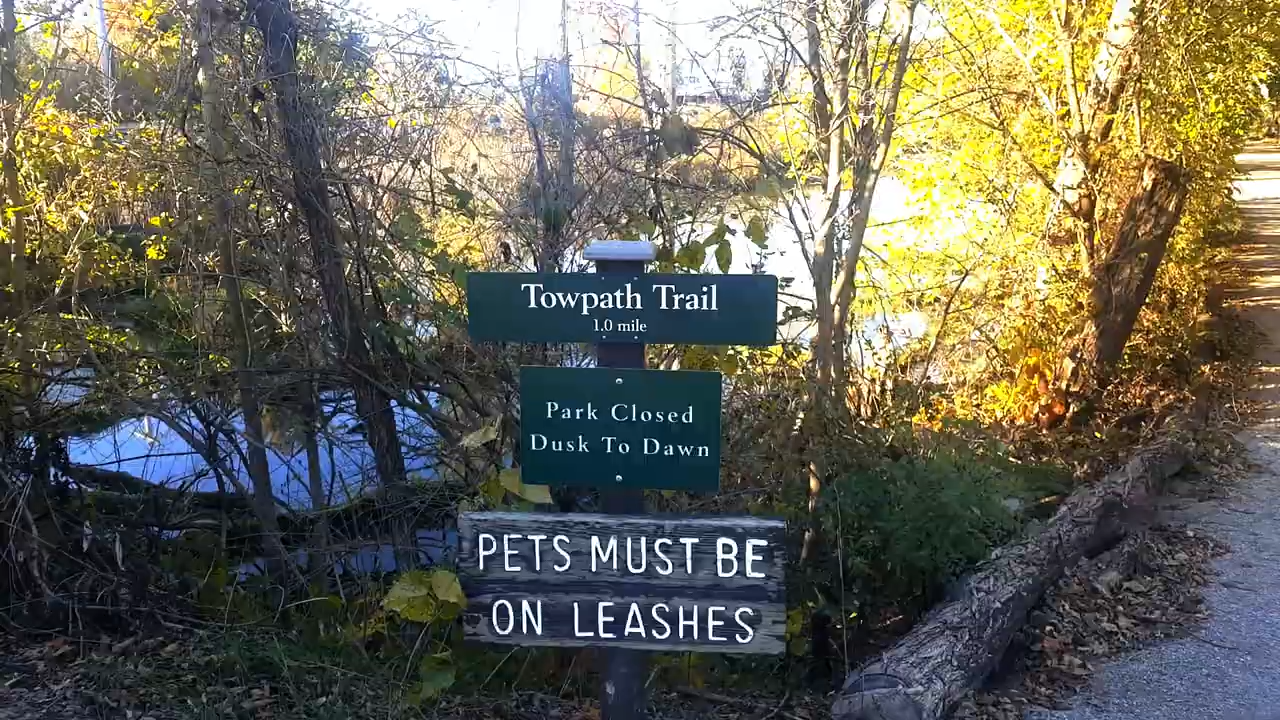 Towpath Trail
1.0 mile
Park Closed
Dusk To Dawn
PETS MUST BE
ON LEASHES